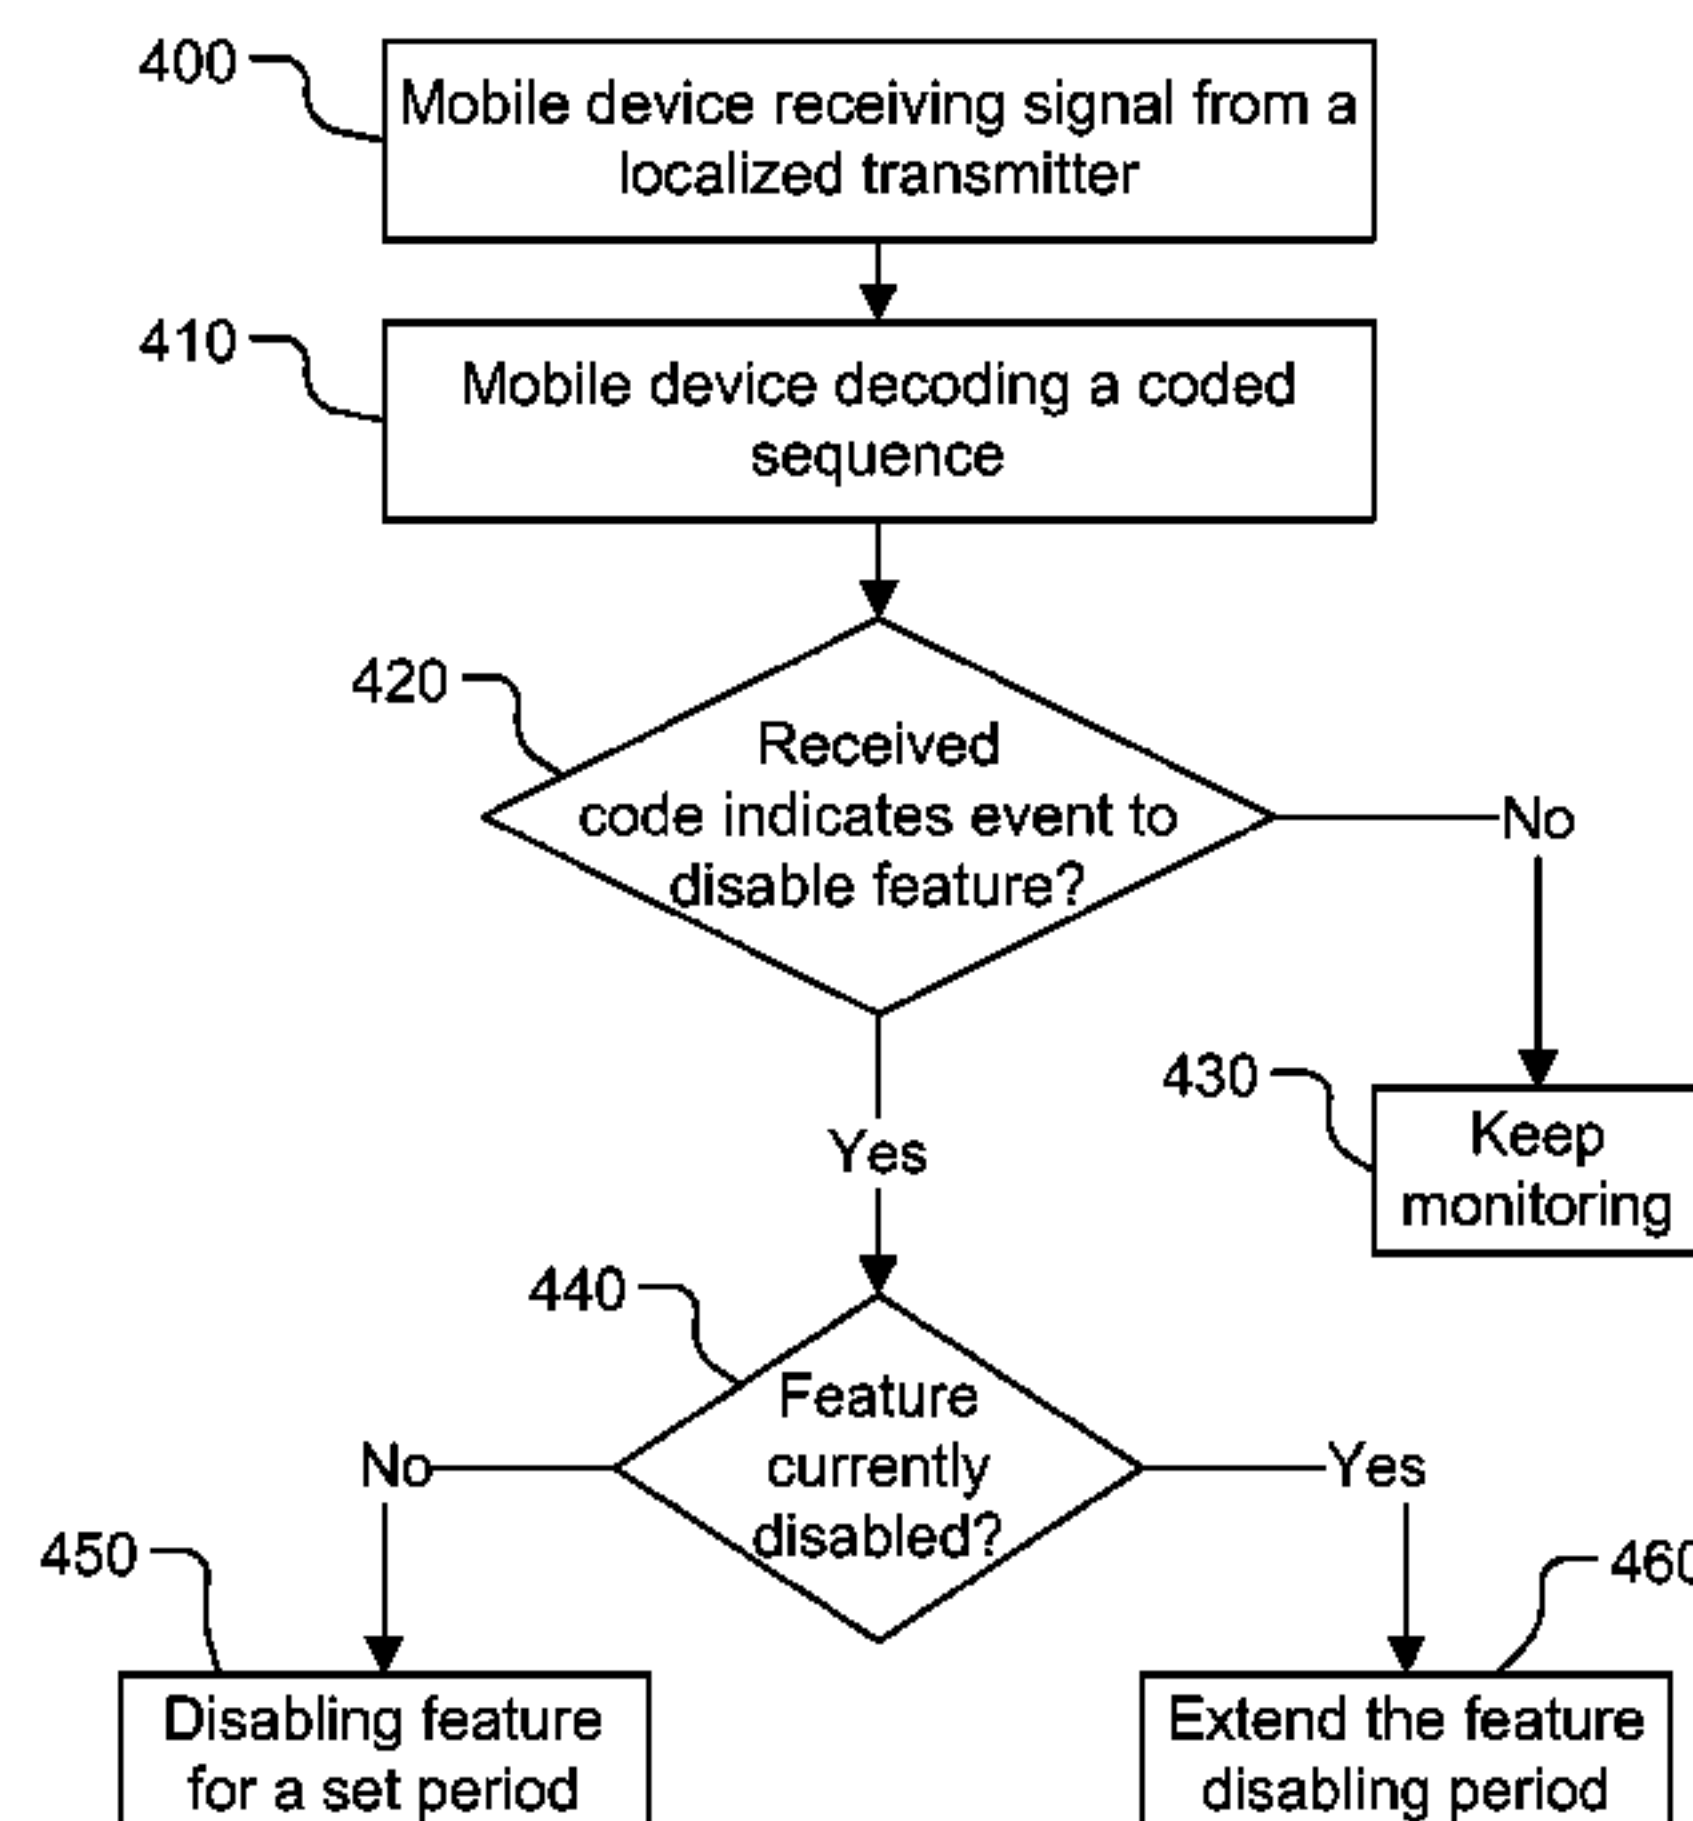 400
Mobile device receiving signal from a
localized transmitter
410
Mobile device decoding a coded
sequence
420
Received
code indicates event to
disable feature?
No
430
Keep
monitoring
Yes
440
Feature
currently
disabled?
No
Yes
450
460
Disabling feature
for a set period
Extend the feature
disabling period